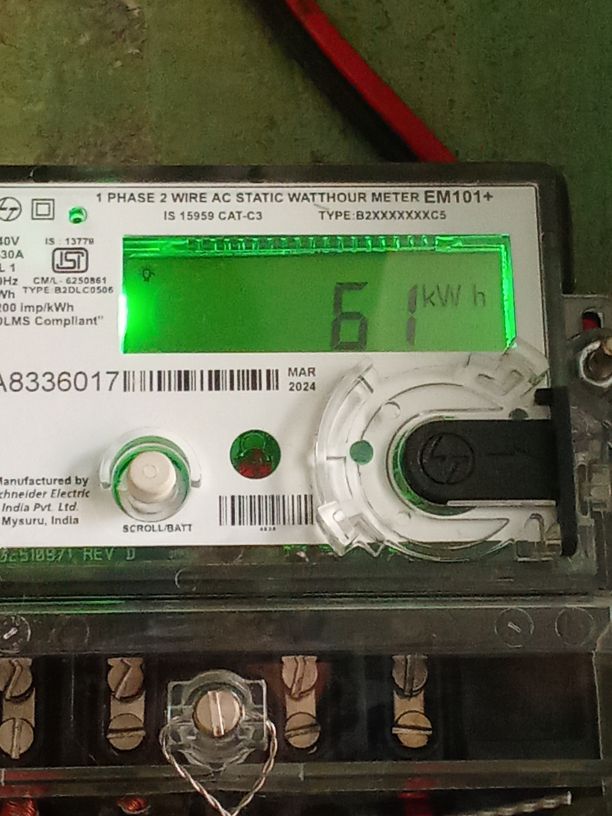 1 PHASE 2 WIRE AC STATIC WATTHOUR METER EM101+
IS 15959 CAT-C3 TYPE:B2XXXXXXXC5
40V IS : 13779
-30A
L 1
9Hz CM/L- 6250861
Wh TYPE B2DLC0506
200 imp/kWh
DLMS Compliant"
61 kWh
A8336017 MAR
2024
Manufactured by
chneider Electric
India Pvt. Ltd.
Mysuru, India
SCROLL/BATT
REV D